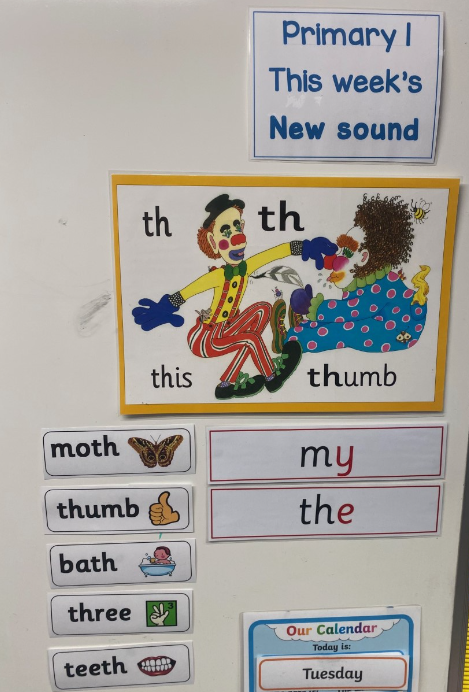 Primary 1
This week's
New sound
th th
this thumb
moth
thumb
bath
three
3
teeth
my
the
Our Calendar
Today is:
Tuesday